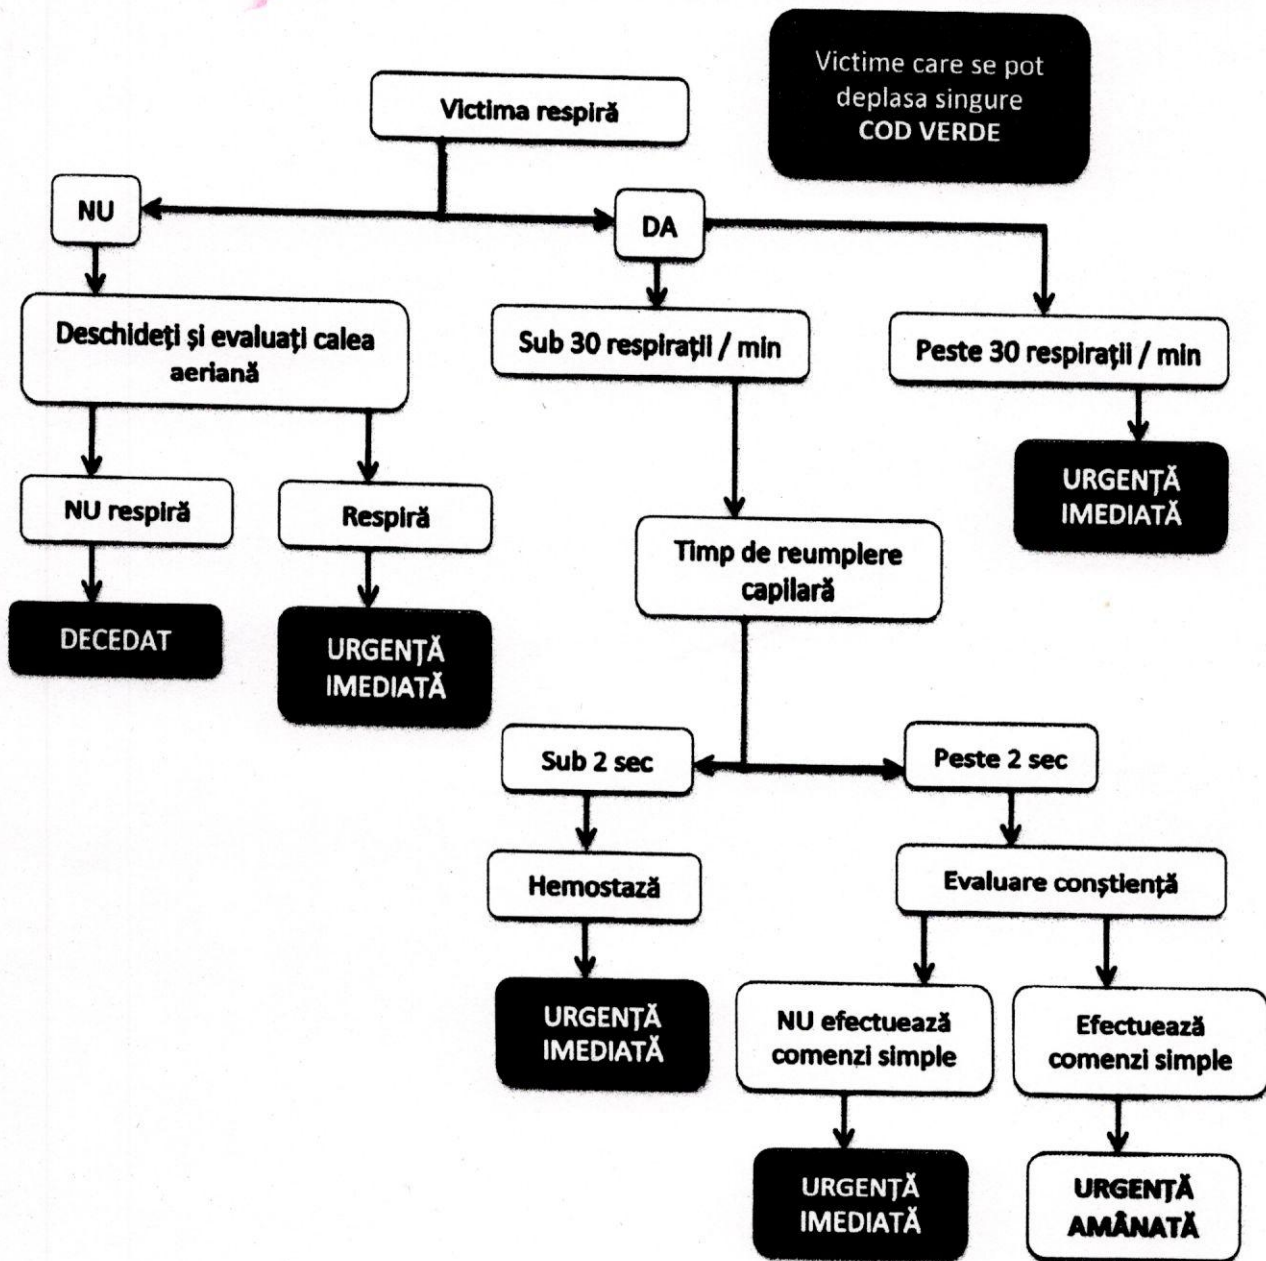 Victime care se pot
deplasa singure
COD VERDE
Victima respiră
NU
DA
Deschideți și evaluați calea
aeriană
Sub 30 respirații / min
Peste 30 respirații / min
NU respiră
Respiră
Timp de reumplere
capilară
URGENȚĂ
IMEDIATĂ
DECEDAT
URGENȚĂ
IMEDIATĂ
Sub 2 sec
Peste 2 sec
Hemostază
Evaluare conștiență
URGENȚĂ
IMEDIATĂ
NU efectuează
comenzi simple
Efectuează
comenzi simple
URGENȚĂ
IMEDIATĂ
URGENȚĂ
AMÂNATĂ